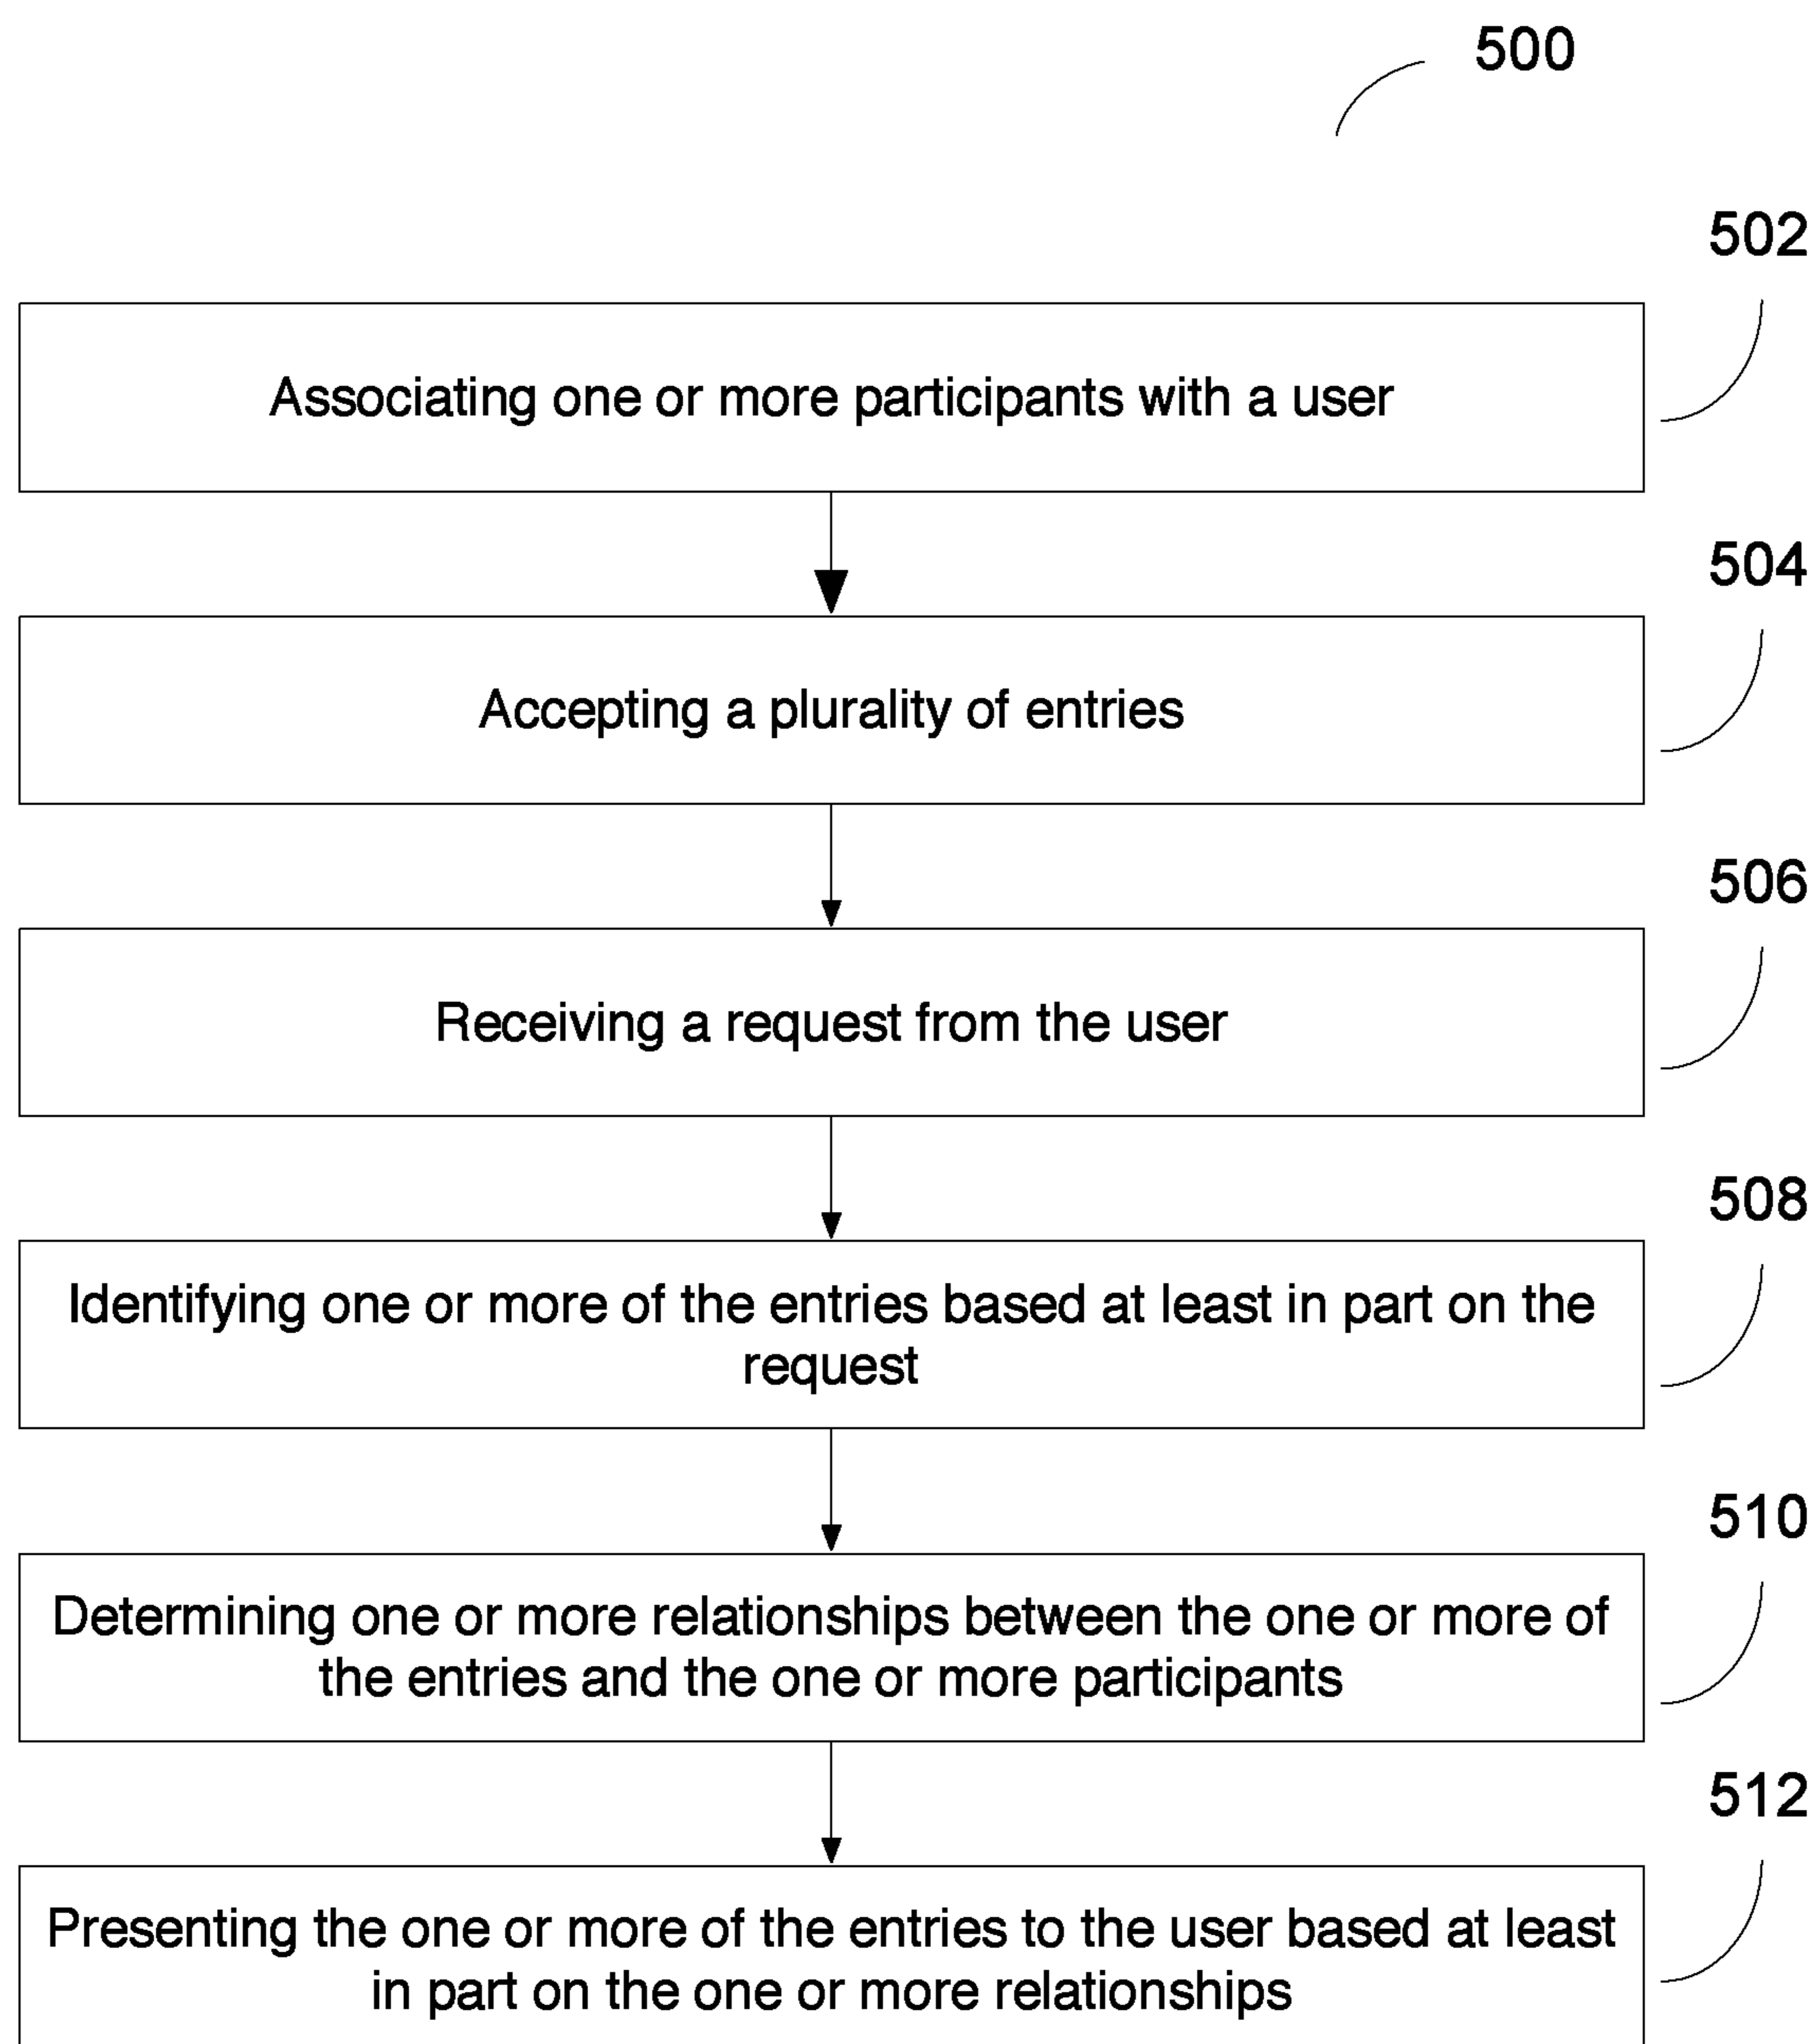 500
502
Associating one or more participants with a user
504
Accepting a plurality of entries
506
Receiving a request from the user
508
Identifying one or more of the entries based at least in part on the
request
510
Determining one or more relationships between the one or more of
the entries and the one or more participants
512
Presenting the one or more of the entries to the user based at least
in part on the one or more relationships